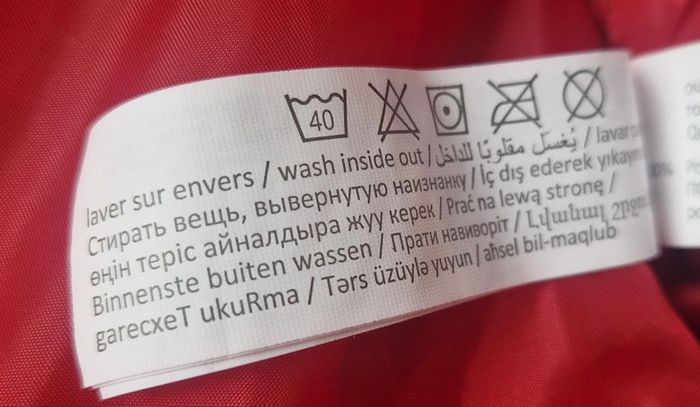 40
laver sur envers / wash inside out / يُغسل مقلوبًا للداخل / lavar
Стирать вещь, вывернутую наизнанку / İç dış ederek yıkayın
өңін теріс айналдыра жуу керек / Prać na lewą stronę /
Binnenste buiten wassen / Прати навиворіт / Լվանալ
garecxeT ukuRma / Tərs üzüylə yuyun / aħsel bil-maqlub